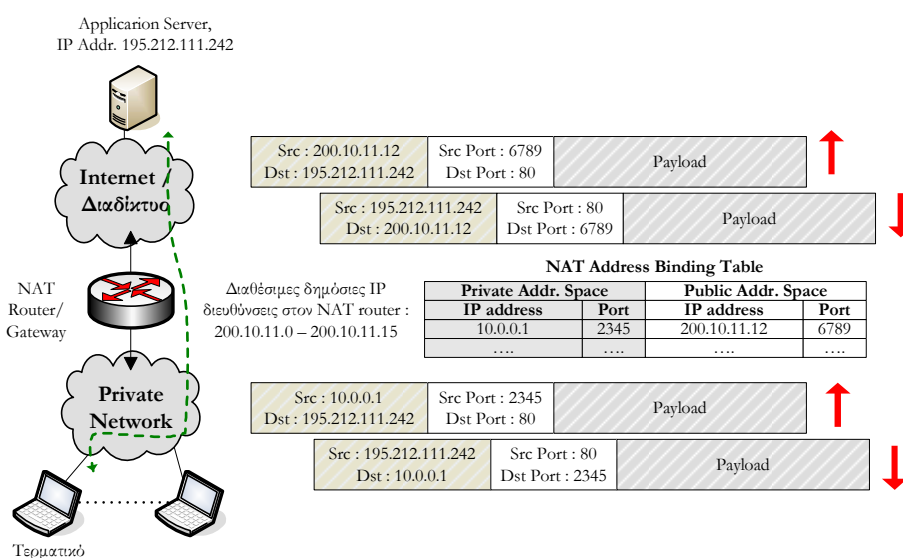 Applicarion Server,
IP Addr. 195.212.111.242
Internet /
Διαδίκτυο
Src : 200.10.11.12
Dst : 195.212.111.242
Src Port : 6789
Dst Port : 80
Payload
Src : 195.212.111.242
Dst : 200.10.11.12
Src Port : 80
Dst Port : 6789
Payload
NAT
Router/
Gateway
Διαθέσιμες δημόσιες IP
διευθύνσεις στον NAT router :
200.10.11.0 – 200.10.11.15
NAT Address Binding Table
Private Addr. Space Public Addr. Space
IP address Port IP address Port
10.0.0.1 2345 200.10.11.12 6789
…. …. …. ….
Private
Network
Src : 10.0.0.1
Dst : 195.212.111.242
Src Port : 2345
Dst Port : 80
Payload
Src : 195.212.111.242
Dst : 10.0.0.1
Src Port : 80
Dst Port : 2345
Payload
Τερματικό